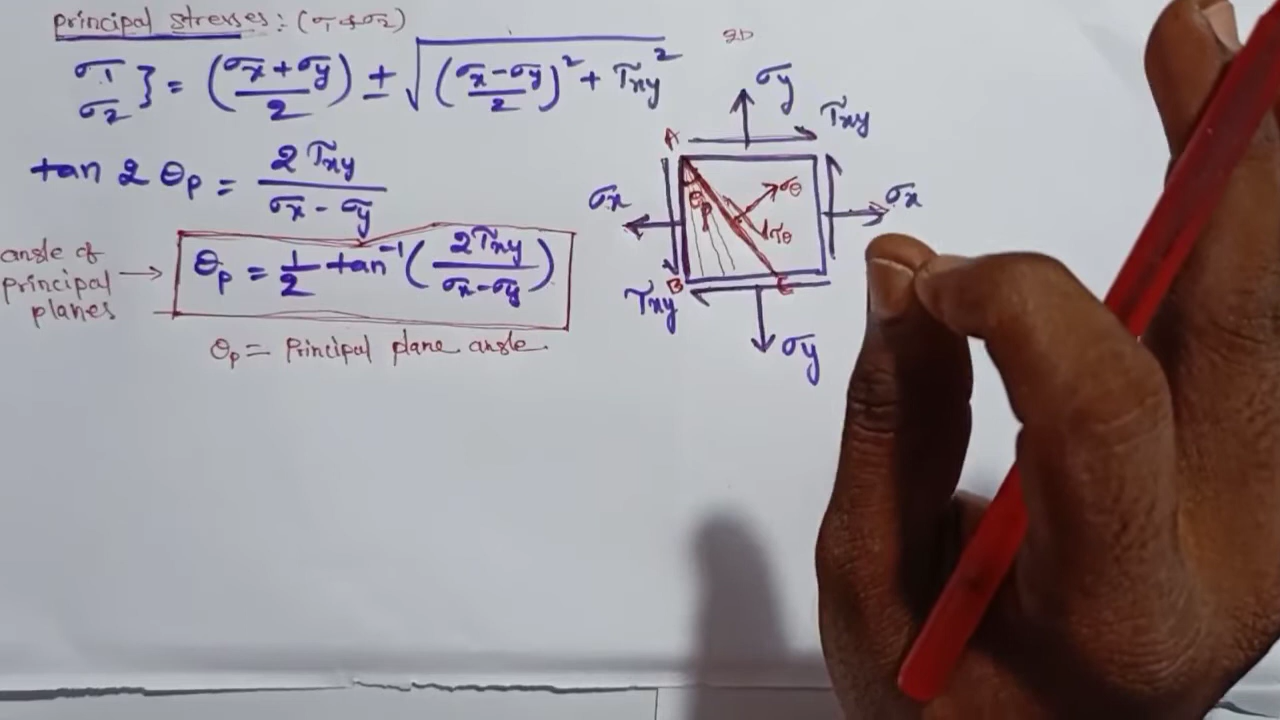 principal stresses: (σ1 & σ2)
σ1 σ2 } = (σx+σy / 2) ± √((σx-σy / 2)² + τxy²)
2D
tan 2 θp = 2τxy / σx - σy
angle of principal planes → θp = 1/2 tan⁻¹(2τxy / σx-σy)
θp = principal plane angle
σy
τxy
A
σx
σx
θp
σθ
τθ
B
C
τxy
σy